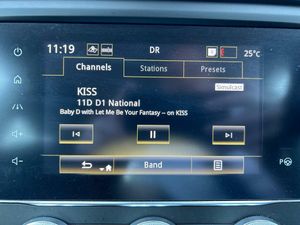 11:19 DR 25°C
Channels Stations Presets
Simulcast
KISS
11D D1 National
Baby D with Let Me Be Your Fantasy -- on KISS
Band
P